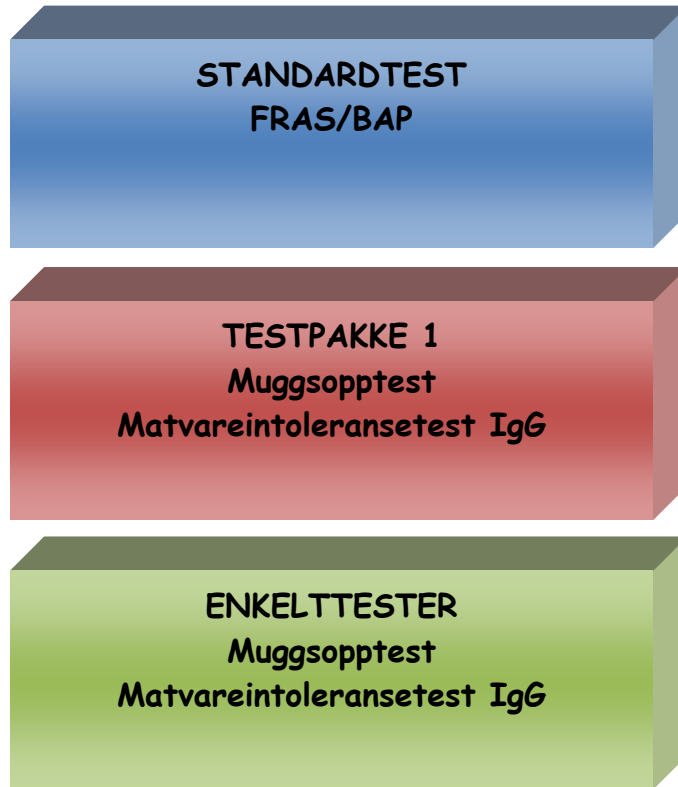 STANDARDTEST
FRAS/BAP
TESTPAKKE 1
Muggsopptest
Matvareintoleransetest IgG
ENKELTTESTER
Muggsopptest
Matvareintoleransetest IgG